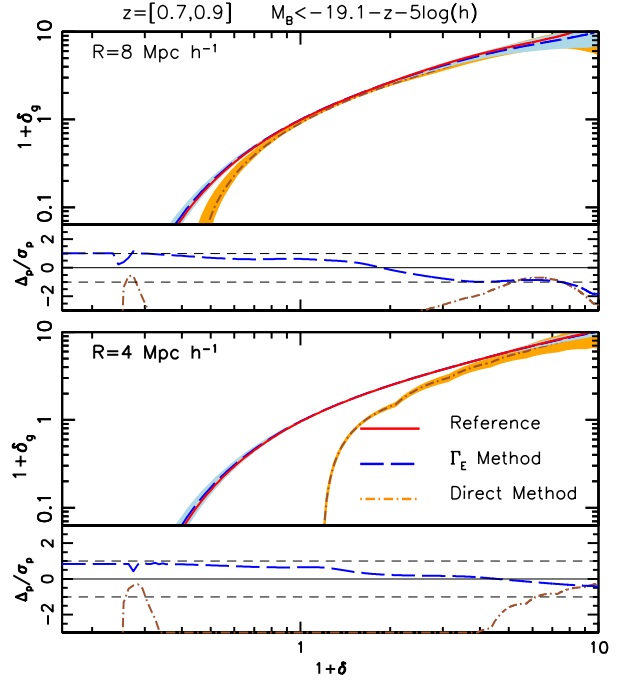 z=[0.7,0.9] M_B<−19.1−z−5log(h)
R=8 Mpc h⁻¹
10
1
0.1
1+δ_g
2
0
−2
Δ_p/σ_p
R=4 Mpc h⁻¹
10
1
0.1
1+δ_g
Reference
Γ_E Method
Direct Method
2
0
−2
Δ_p/σ_p
1
10
1+δ